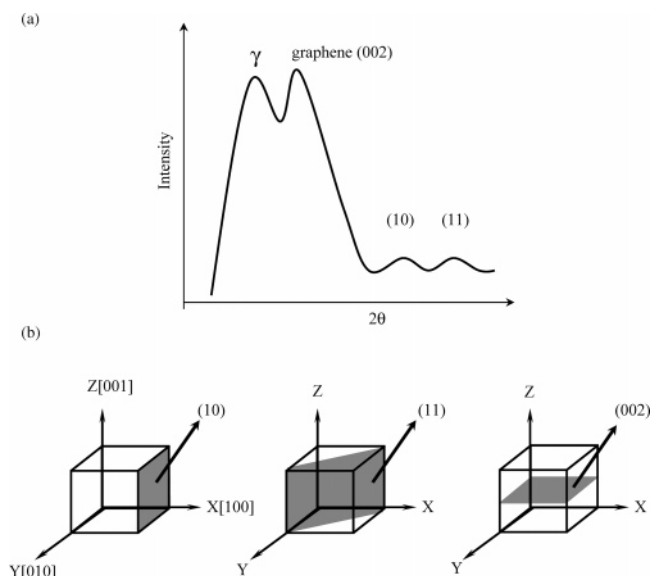 (a)
γ
graphene (002)
Intensity
(10)
(11)
2θ
(b)
Z[001]
(10)
X[100]
Y[010]
Z
(11)
X
Y
Z
(002)
X
Y